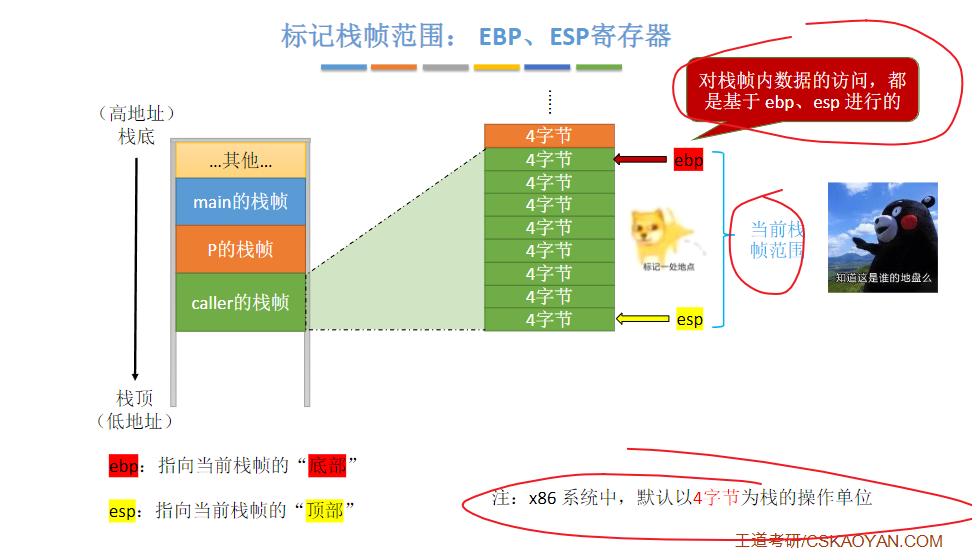 标记栈帧范围： EBP、ESP寄存器
对栈帧内数据的访问，都
是基于 ebp、esp 进行的
（高地址）
栈底
...其他...
main的栈帧
P的栈帧
caller的栈帧
栈顶
（低地址）
4字节
4字节
4字节
4字节
4字节
4字节
4字节
4字节
4字节
ebp
esp
标记一处地点
当前栈
帧范围
知道这是谁的地盘么
ebp：指向当前栈帧的“底部”
esp：指向当前栈帧的“顶部”
注：x86 系统中，默认以4字节为栈的操作单位
王道考研/CSKAOYAN.COM